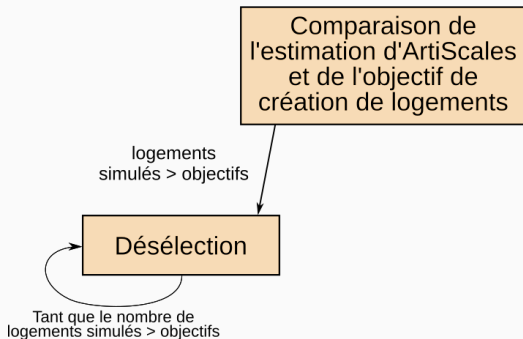 Comparaison de
l'estimation d'ArtiScales
et de l'objectif de
création de logements
logements
simulés > objectifs
Désélection
Tant que le nombre de
logements simulés > objectifs